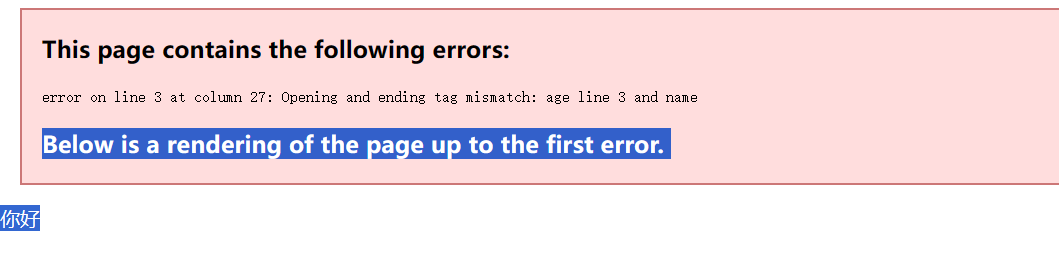 This page contains the following errors:
error on line 3 at column 27: Opening and ending tag mismatch: age line 3 and name
Below is a rendering of the page up to the first error.
你好